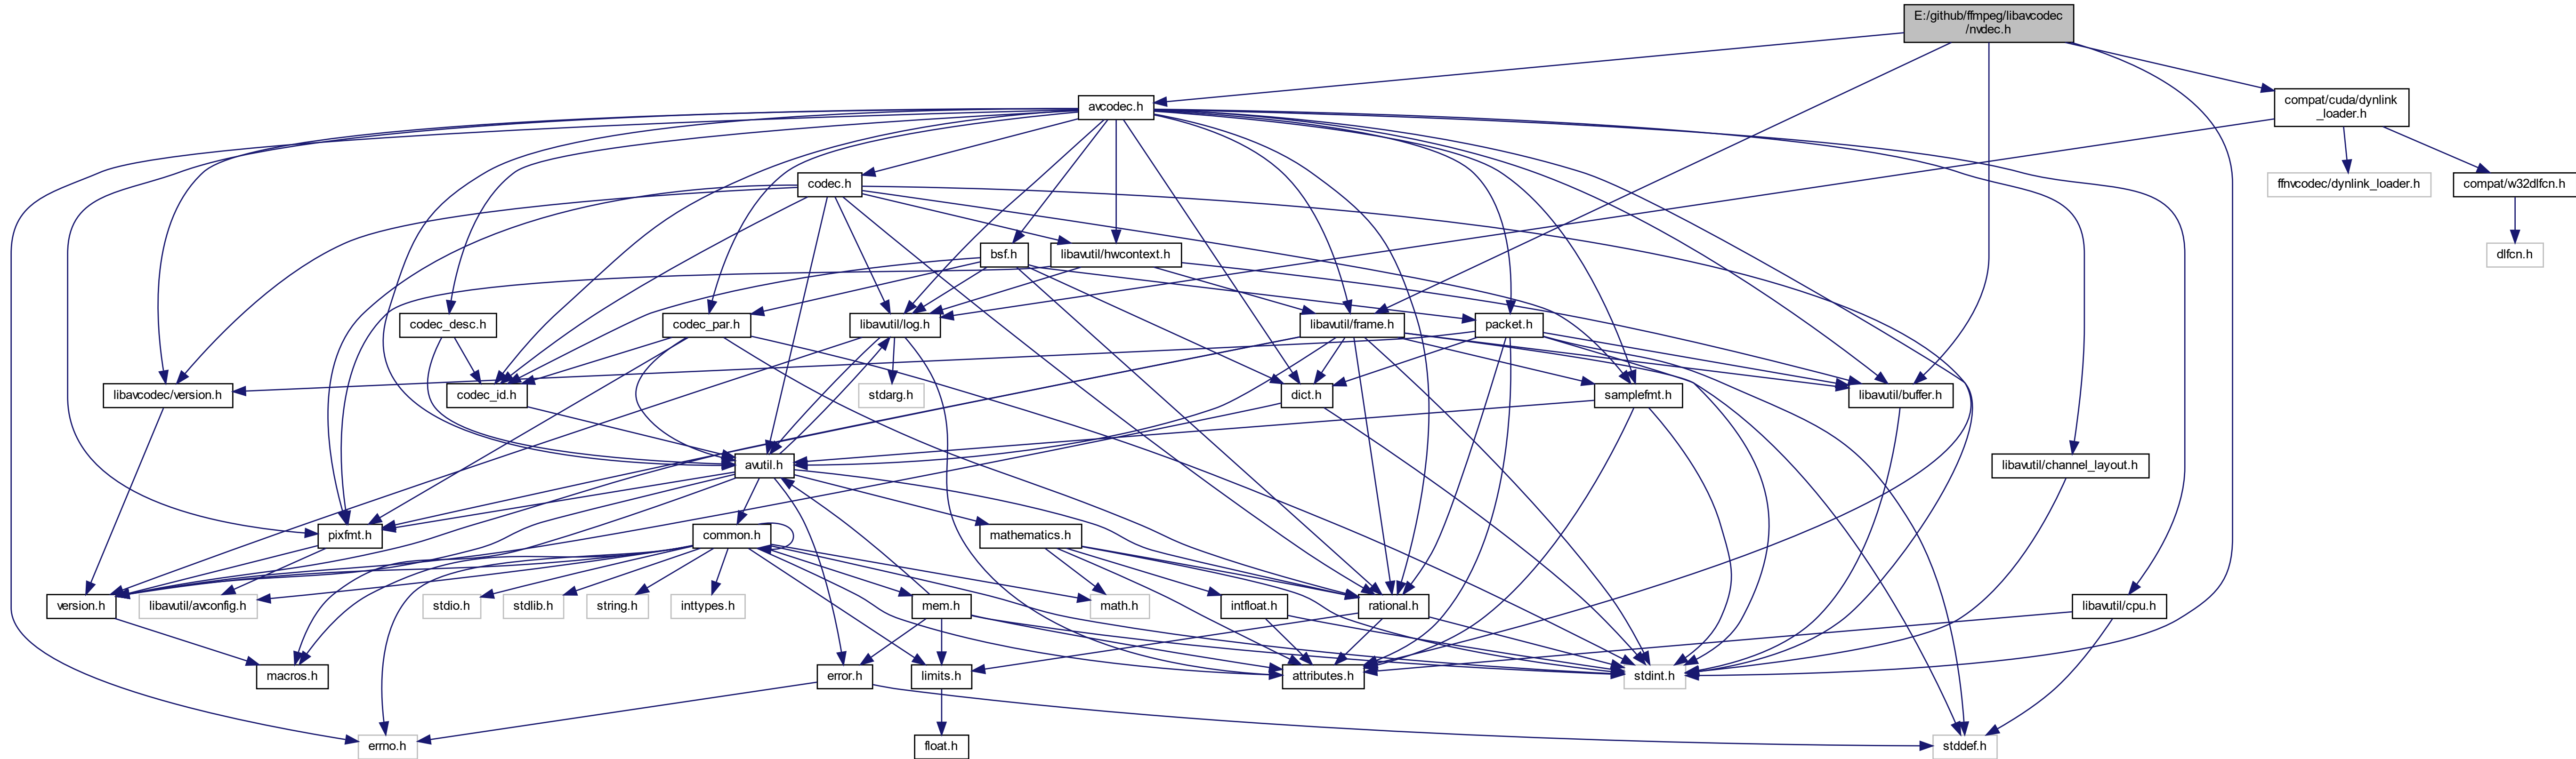 E:/github/ffmpeg/libavcodec
/nvdec.h
avcodec.h
compat/cuda/dynlink
_loader.h
codec.h
ffnvcodec/dynlink_loader.h
compat/w32dlfcn.h
bsf.h
libavutil/hwcontext.h
dlfcn.h
codec_desc.h
codec_par.h
libavutil/log.h
libavutil/frame.h
packet.h
libavcodec/version.h
codec_id.h
stdarg.h
dict.h
samplefmt.h
libavutil/buffer.h
avutil.h
libavutil/channel_layout.h
pixfmt.h
common.h
mathematics.h
version.h
libavutil/avconfig.h
stdio.h
stdlib.h
string.h
inttypes.h
mem.h
math.h
intfloat.h
rational.h
libavutil/cpu.h
macros.h
error.h
limits.h
attributes.h
stdint.h
errno.h
float.h
stddef.h